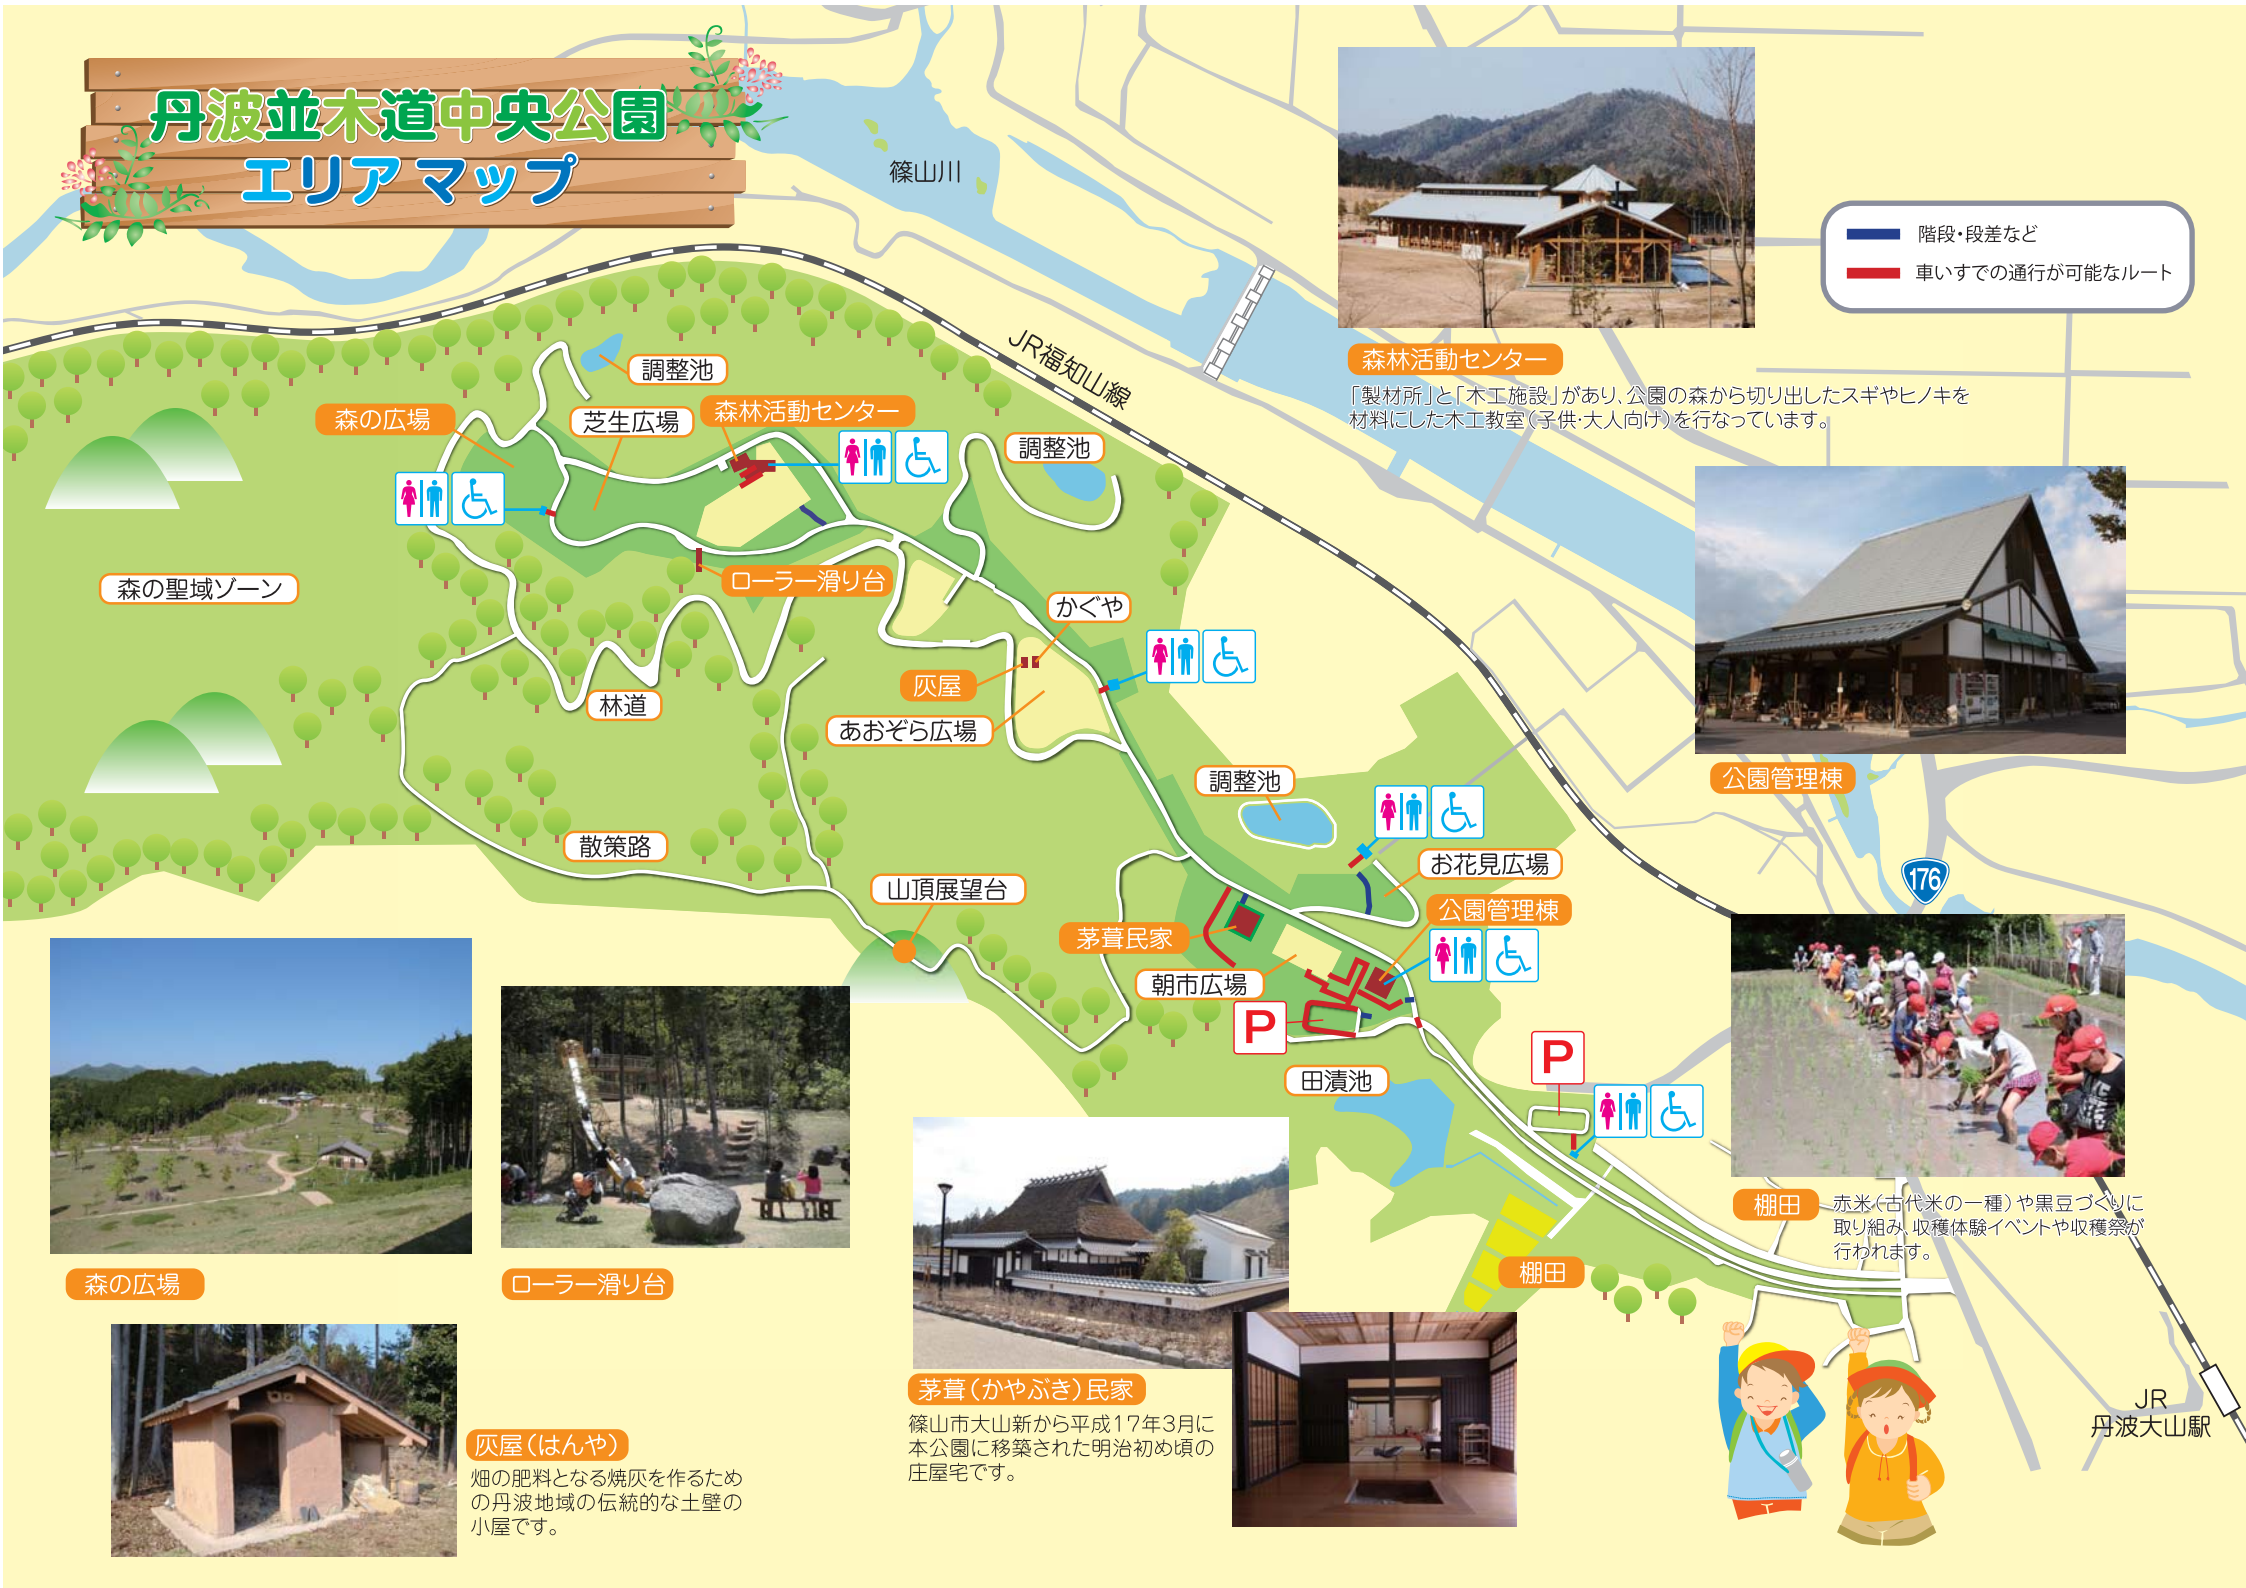 丹波並木道中央公園
エリアマップ
篠山川
JR福知山線
階段・段差など
車いすでの通行が可能なルート
森林活動センター
「製材所」と「木工施設」があり、公園の森から切り出したスギやヒノキを
材料にした木工教室(子供・大人向け)を行なっています。
調整池
森の広場
芝生広場
森林活動センター
調整池
森の聖域ゾーン
ローラー滑り台
かぐや
灰屋
林道
あおぞら広場
調整池
公園管理棟
散策路
お花見広場
176
山頂展望台
公園管理棟
茅葺民家
朝市広場
P
P
田漬池
棚田
赤米(古代米の一種)や黒豆づくりに
取り組み、収穫体験イベントや収穫祭が
行われます。
棚田
森の広場
ローラー滑り台
茅葺(かやぶき)民家
篠山市大山新から平成17年3月に
本公園に移築された明治初め頃の
庄屋宅です。
JR
丹波大山駅
灰屋(はんや)
畑の肥料となる焼灰を作るため
の丹波地域の伝統的な土壁の
小屋です。